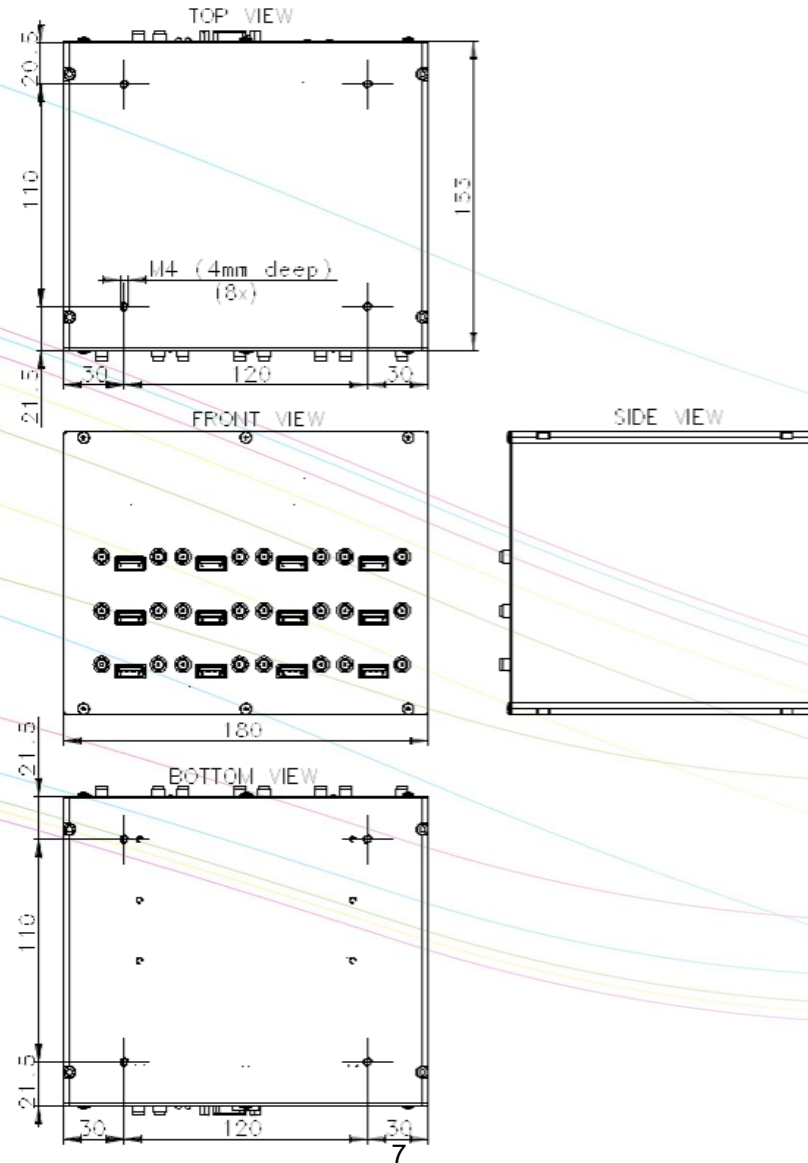 TOP VIEW
20.5
110
153
M4 (4mm deep)
(8x)
21.5
30
120
30
FRONT VIEW
SIDE VIEW
180
21.5
BOTTOM VIEW
110
21.5
30
120
30
7